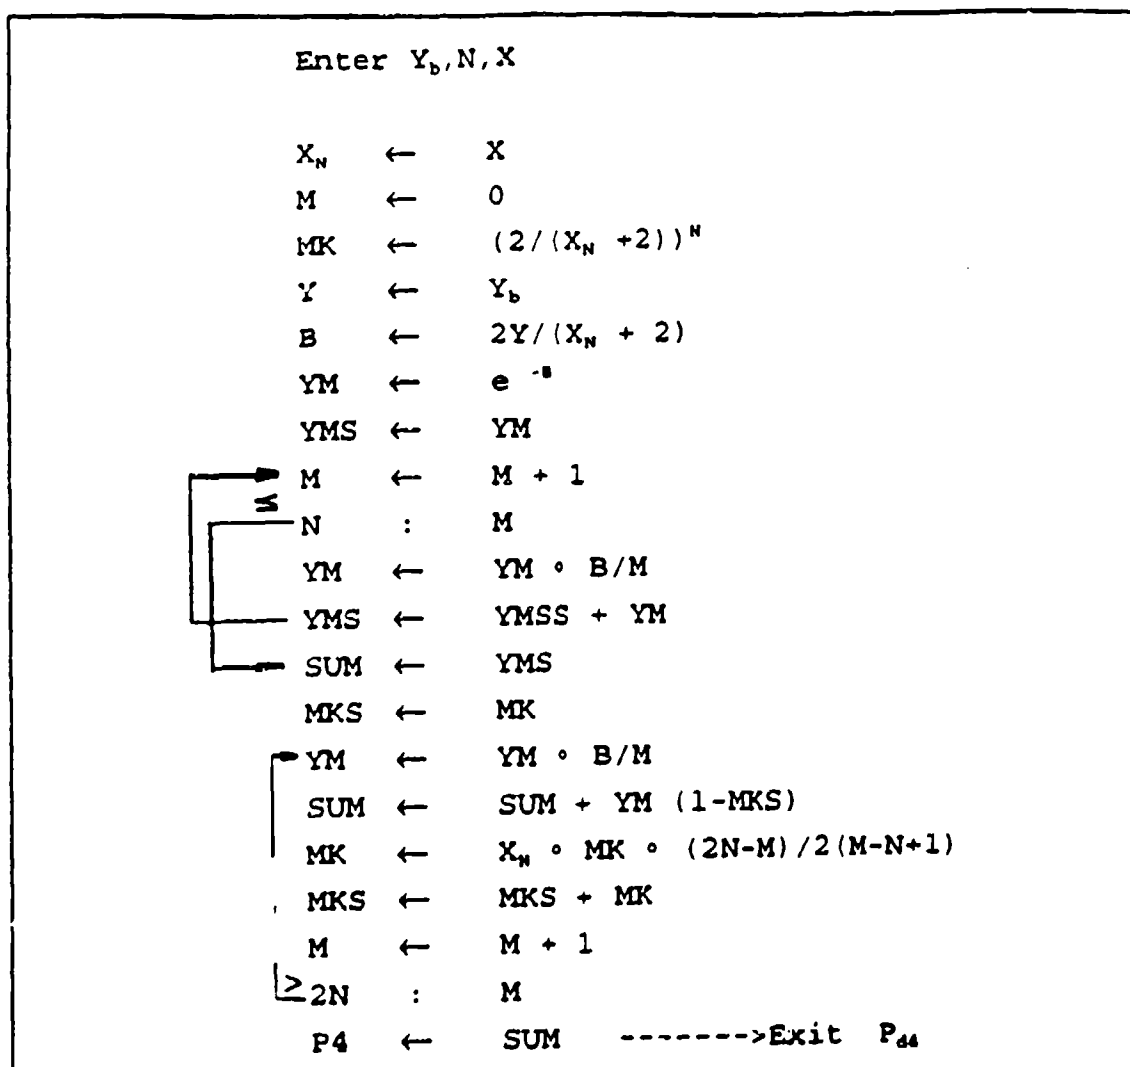 Enter Y_b,N,X
X_N ← X
M ← 0
MK ← (2/(X_N +2))^N
Y ← Y_b
B ← 2Y/(X_N + 2)
YM ← e^-B
YMS ← YM
M ← M + 1
≤
N : M
YM ← YM ∘ B/M
YMS ← YMSS + YM
SUM ← YMS
MKS ← MK
YM ← YM ∘ B/M
SUM ← SUM + YM (1-MKS)
MK ← X_N ∘ MK ∘ (2N-M)/2(M-N+1)
MKS ← MKS + MK
M ← M + 1
≥ 2N : M
P4 ← SUM ------->Exit P_d4